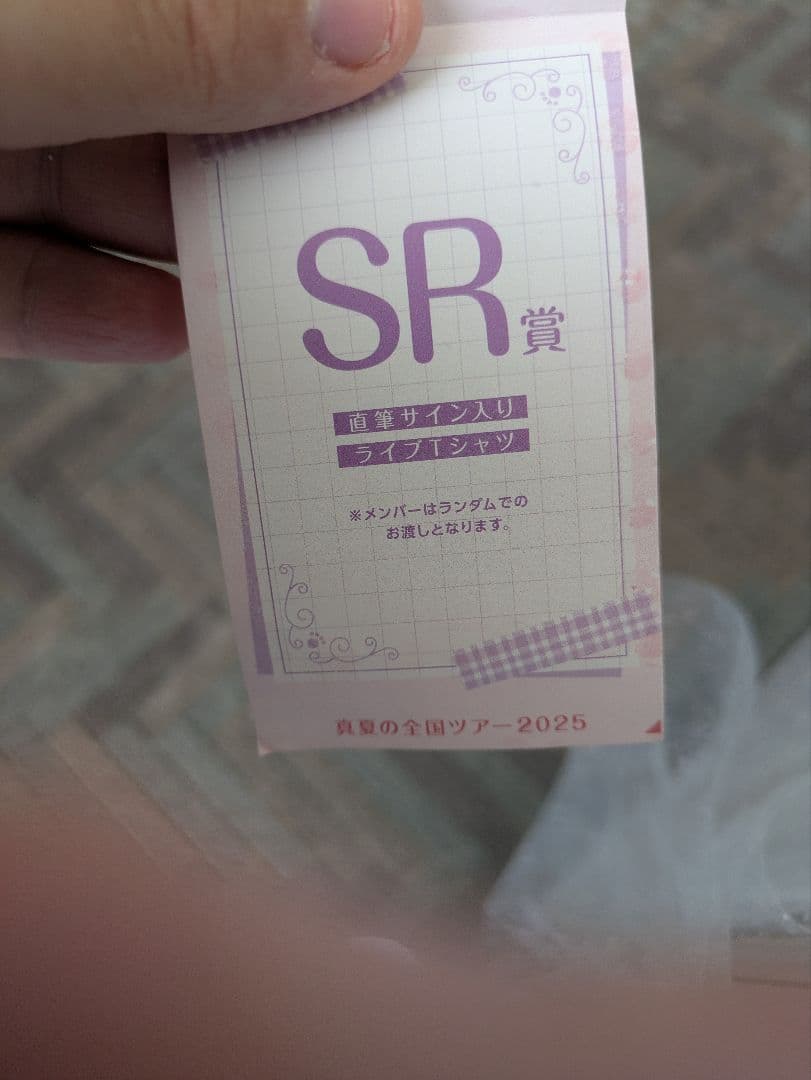 SR賞
直筆サイン入り
ライブTシャツ
※メンバーはランダムでの
お渡しとなります。
真夏の全国ツアー2025